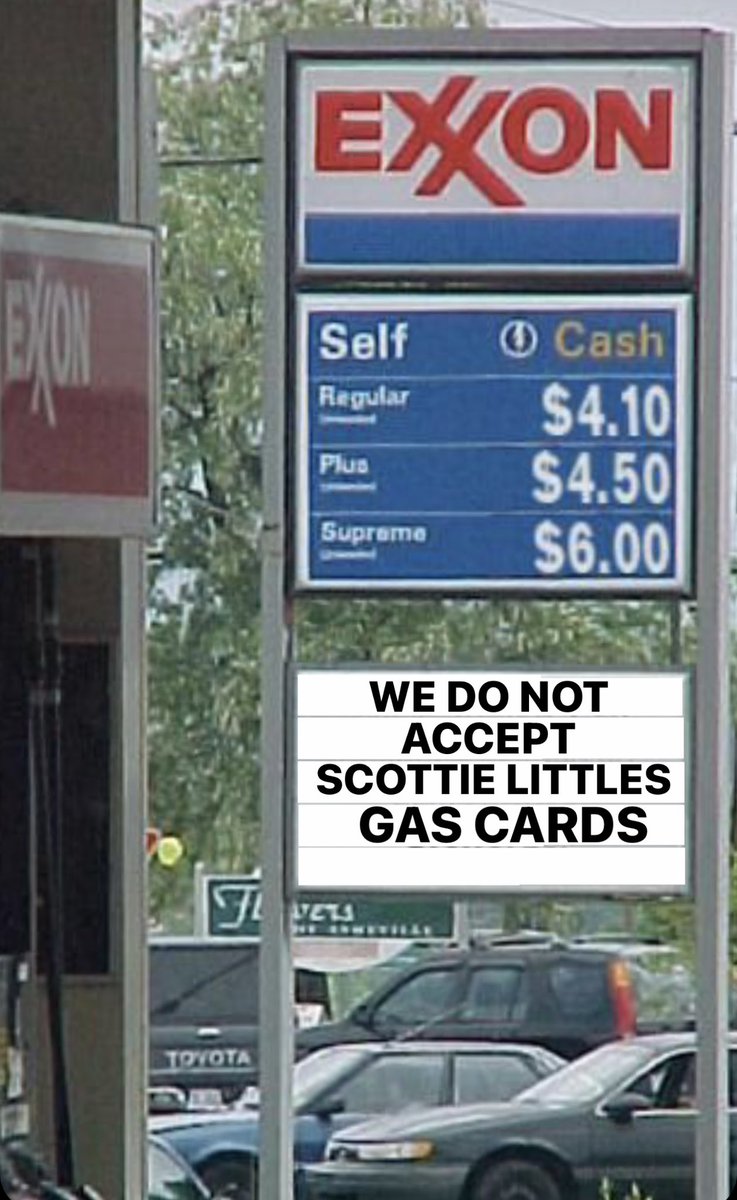 EXXON
EXXON
Self Cash
Regular $4.10
Plus $4.50
Supreme $6.00
WE DO NOT
ACCEPT
SCOTTIE LITTLES
GAS CARDS
TOYOTA